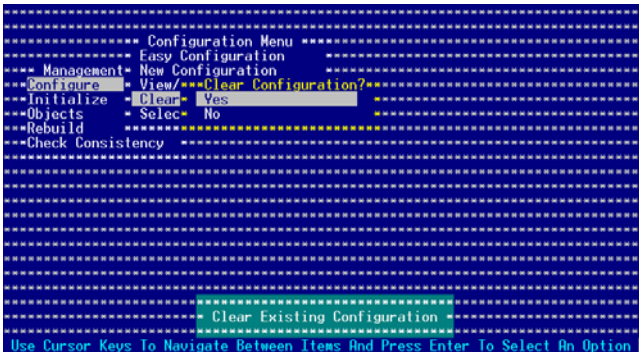 Configuration Menu
Easy Configuration
Management
New Configuration
Configure
View/
Clear Configuration?
Initialize
Clear
Yes
Objects
Selec
No
Rebuild
Check Consistency
Clear Existing Configuration
Use Cursor Keys To Navigate Between Items And Press Enter To Select An Option